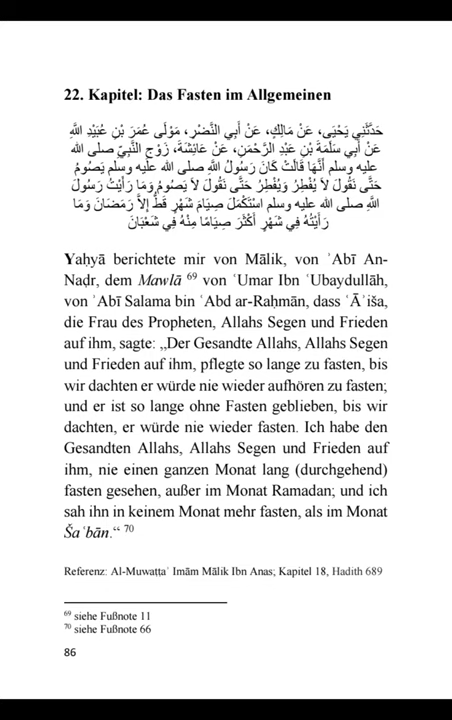 22. Kapitel: Das Fasten im Allgemeinen
حَدَّثَنِي يَحْيَى، عَنْ مَالِكٍ، عَنْ أَبِي النَّضْرِ، مَوْلَى عُمَرَ بْنِ عُبَيْدِ اللَّهِ
عَنْ أَبِي سَلَمَةَ بْنِ عَبْدِ الرَّحْمَنِ، عَنْ عَائِشَةَ، زَوْجِ النَّبِيِّ صلى الله
عليه وسلم أَنَّهَا قَالَتْ كَانَ رَسُولُ اللَّهِ صلى الله عليه وسلم يَصُومُ
حَتَّى نَقُولَ لاَ يُفْطِرُ وَيُفْطِرُ حَتَّى نَقُولَ لاَ يَصُومُ وَمَا رَأَيْتُ رَسُولَ
اللَّهِ صلى الله عليه وسلم اسْتَكْمَلَ صِيَامَ شَهْرٍ قَطُّ إِلاَّ رَمَضَانَ وَمَا
رَأَيْتُهُ فِي شَهْرٍ أَكْثَرَ صِيَامًا مِنْهُ فِي شَعْبَانَ
Yaḥyā berichtete mir von Mālik, von ʾAbī An-
Naḍr, dem Mawlā ⁶⁹ von ʿUmar Ibn ʿUbaydullāh,
von ʾAbī Salama bin ʿAbd ar-Raḥmān, dass ʿĀʾiša,
die Frau des Propheten, Allahs Segen und Frieden
auf ihm, sagte: „Der Gesandte Allahs, Allahs Segen
und Frieden auf ihm, pflegte so lange zu fasten, bis
wir dachten er würde nie wieder aufhören zu fasten;
und er ist so lange ohne Fasten geblieben, bis wir
dachten, er würde nie wieder fasten. Ich habe den
Gesandten Allahs, Allahs Segen und Frieden auf
ihm, nie einen ganzen Monat lang (durchgehend)
fasten gesehen, außer im Monat Ramadan; und ich
sah ihn in keinem Monat mehr fasten, als im Monat
Šaʿbān.“ ⁷⁰
Referenz: Al-Muwaṭṭaʾ Imām Mālik Ibn Anas; Kapitel 18, Hadith 689
⁶⁹ siehe Fußnote 11
⁷⁰ siehe Fußnote 66
86